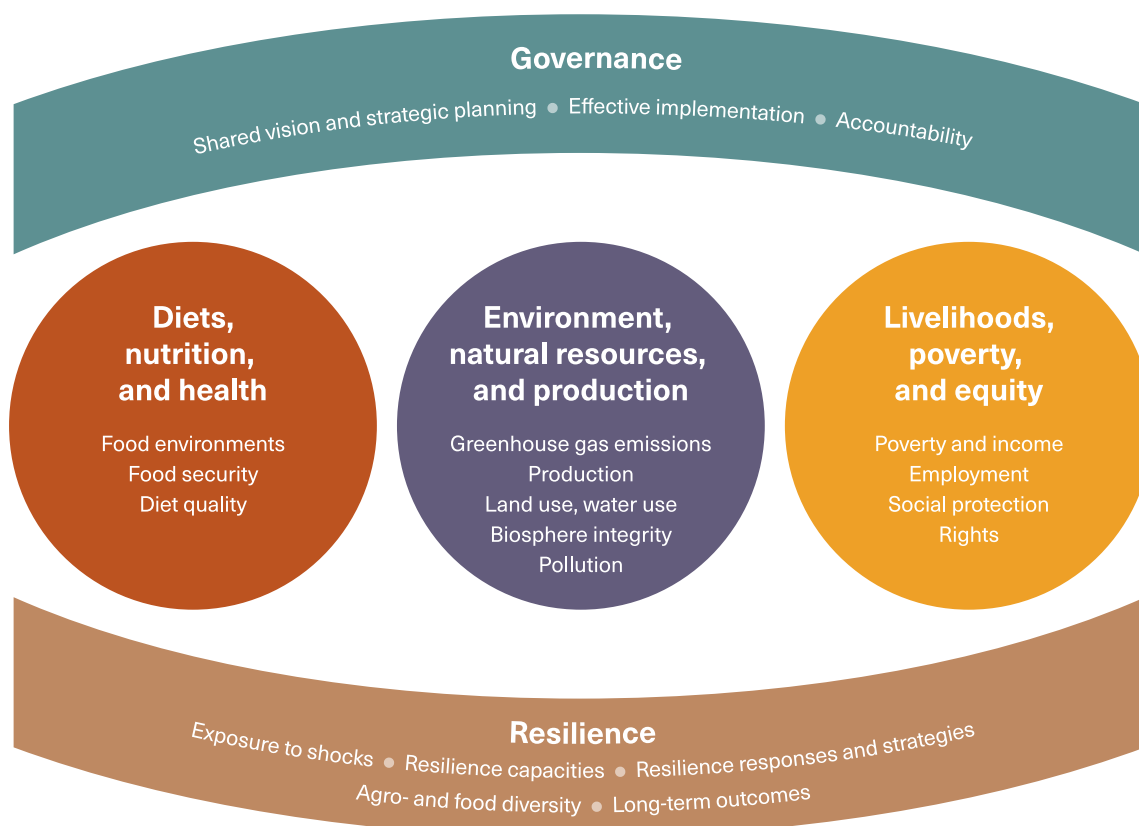 Governance
Shared vision and strategic planning ● Effective implementation ● Accountability
Diets,
nutrition,
and health
Food environments
Food security
Diet quality
Environment,
natural resources,
and production
Greenhouse gas emissions
Production
Land use, water use
Biosphere integrity
Pollution
Livelihoods,
poverty,
and equity
Poverty and income
Employment
Social protection
Rights
Resilience
Exposure to shocks ● Resilience capacities ● Resilience responses and strategies
Agro- and food diversity ● Long-term outcomes